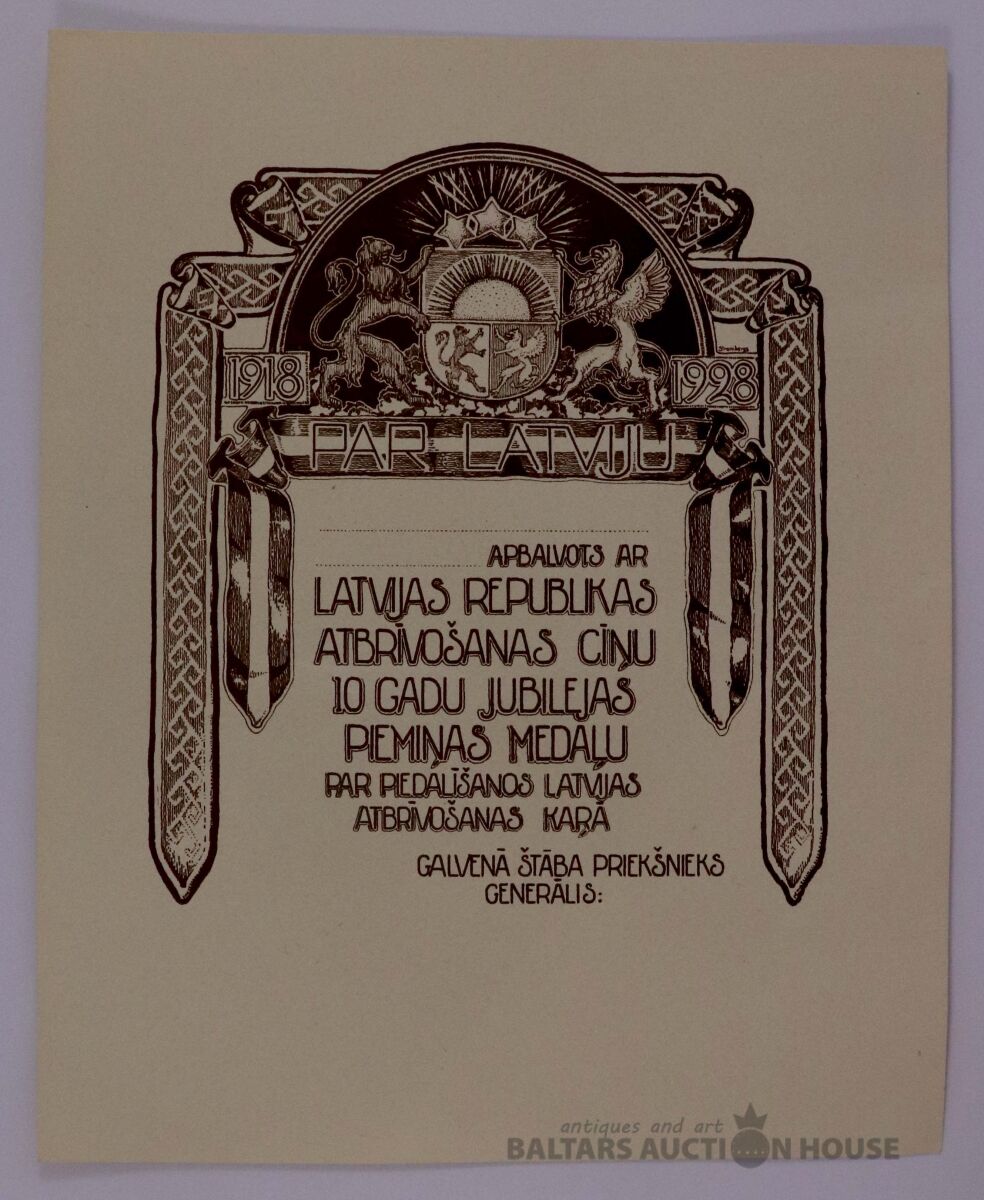 1918
1928
PAR LATVIJU
APBALVOTS AR
LATVIJAS REPUBLIKAS
ATBRĪVOŠANAS CĪŅU
10 GADU JUBILEJAS
PIEMIŅAS MEDAĻU
PAR PIEDALĪŠANOS LATVIJAS
ATBRĪVOŠANAS KAŖĀ
GALVENĀ ŠTĀBA PRIEKŠNIEKS
GENERĀLIS:
antiques and art
BALTARS AUCTION HOUSE